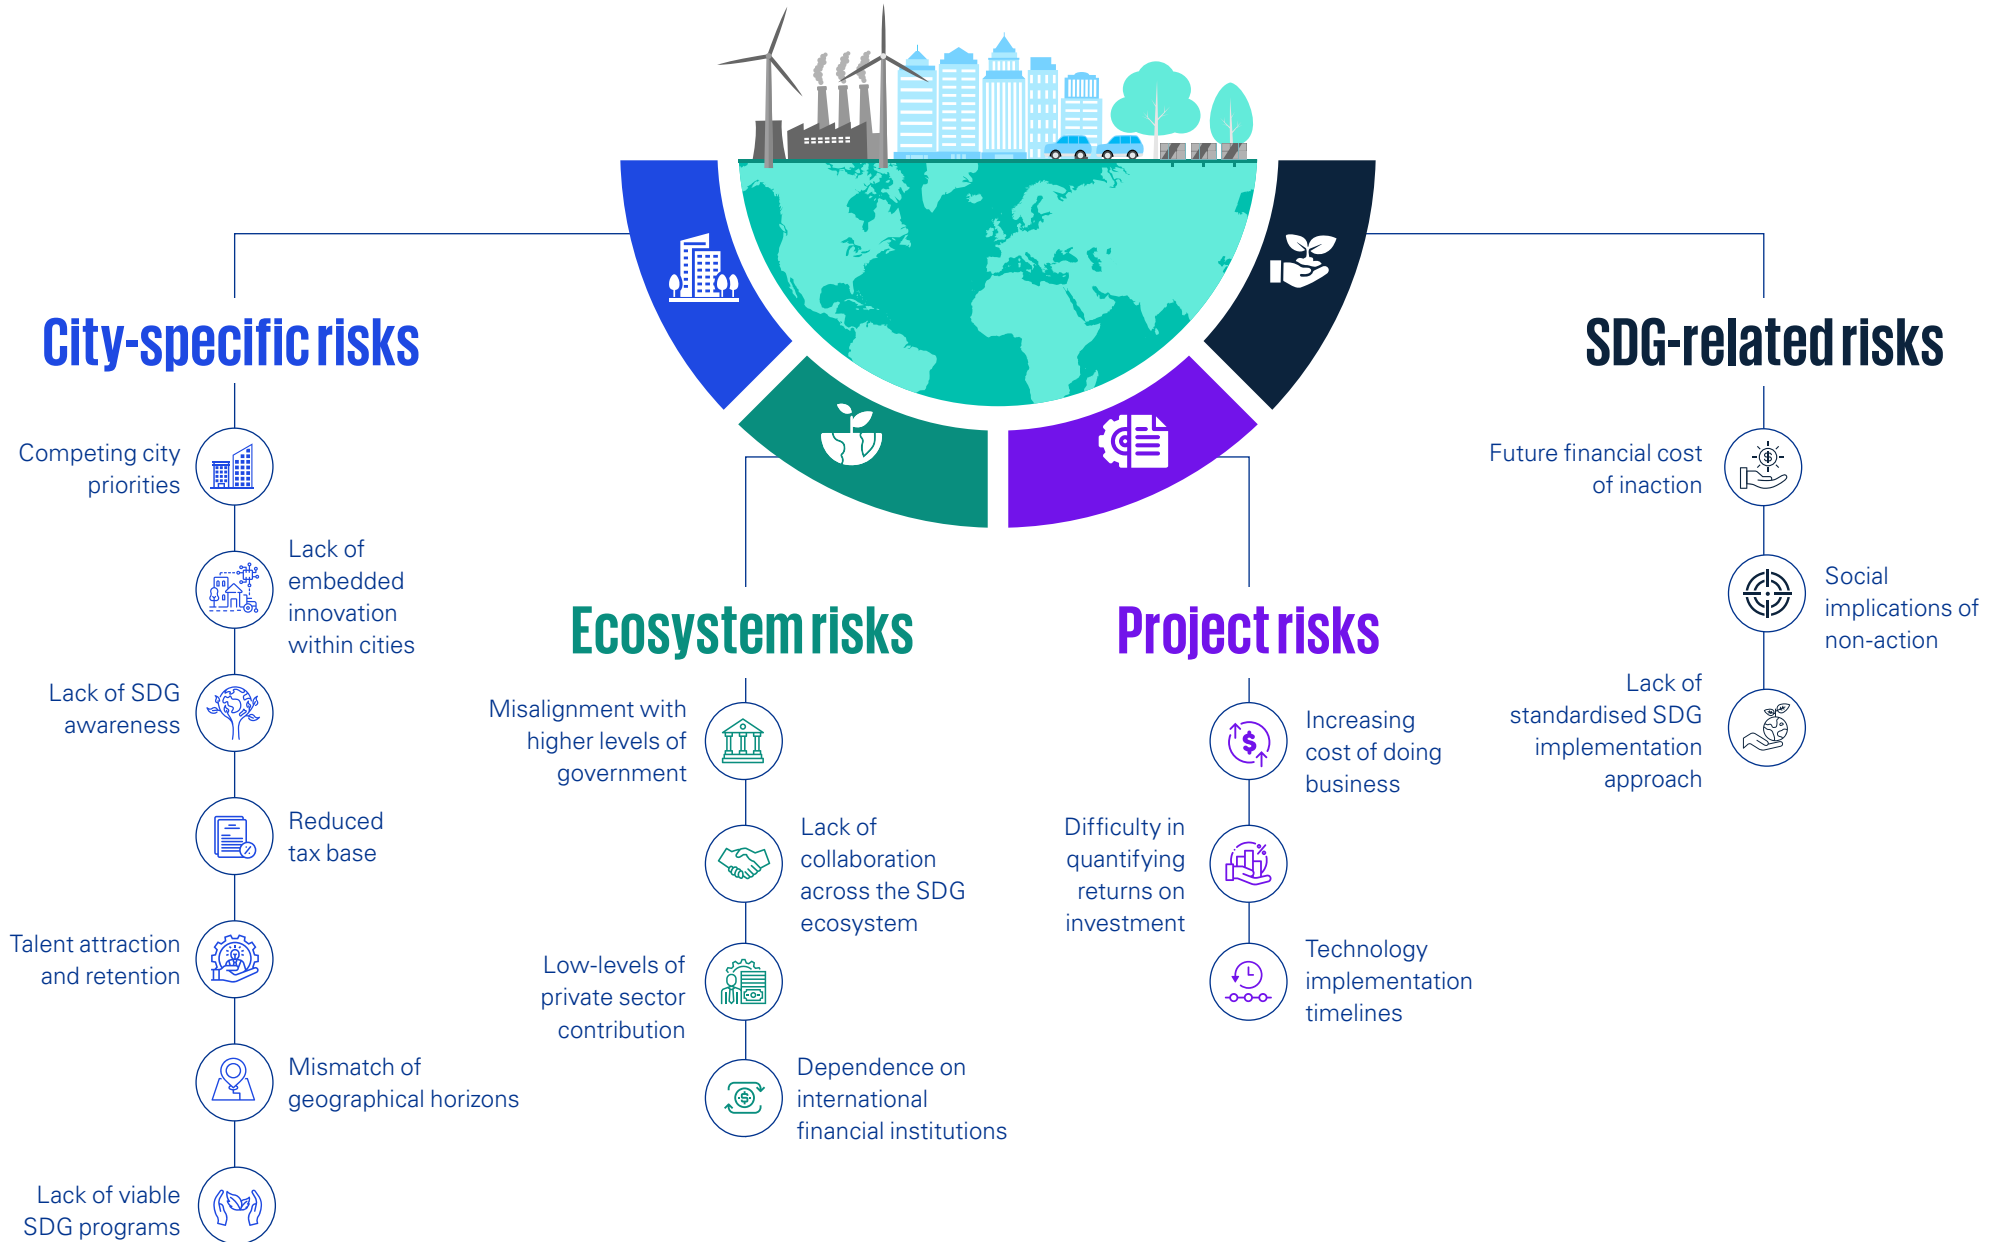 City-specific risks
Competing city
priorities
Lack of
embedded
innovation
within cities
Lack of SDG
awareness
Reduced
tax base
Talent attraction
and retention
Mismatch of
geographical horizons
Lack of viable
SDG programs
Ecosystem risks
Misalignment with
higher levels of
government
Lack of
collaboration
across the SDG
ecosystem
Low-levels of
private sector
contribution
Dependence on
international
financial institutions
Project risks
Increasing
cost of doing
business
Difficulty in
quantifying
returns on
investment
Technology
implementation
timelines
SDG-related risks
Future financial cost
of inaction
Social
implications of
non-action
Lack of
standardised SDG
implementation
approach